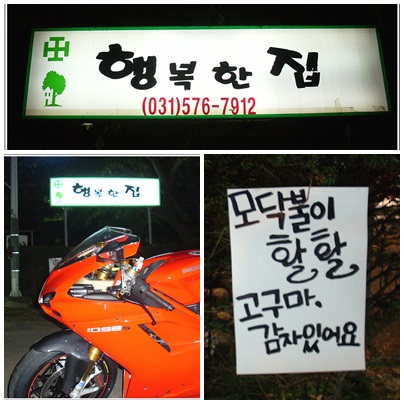 행복한 집
(031)576-7912
행복한 집
1098s
모닥불이
활활
고구마,
감자있어요